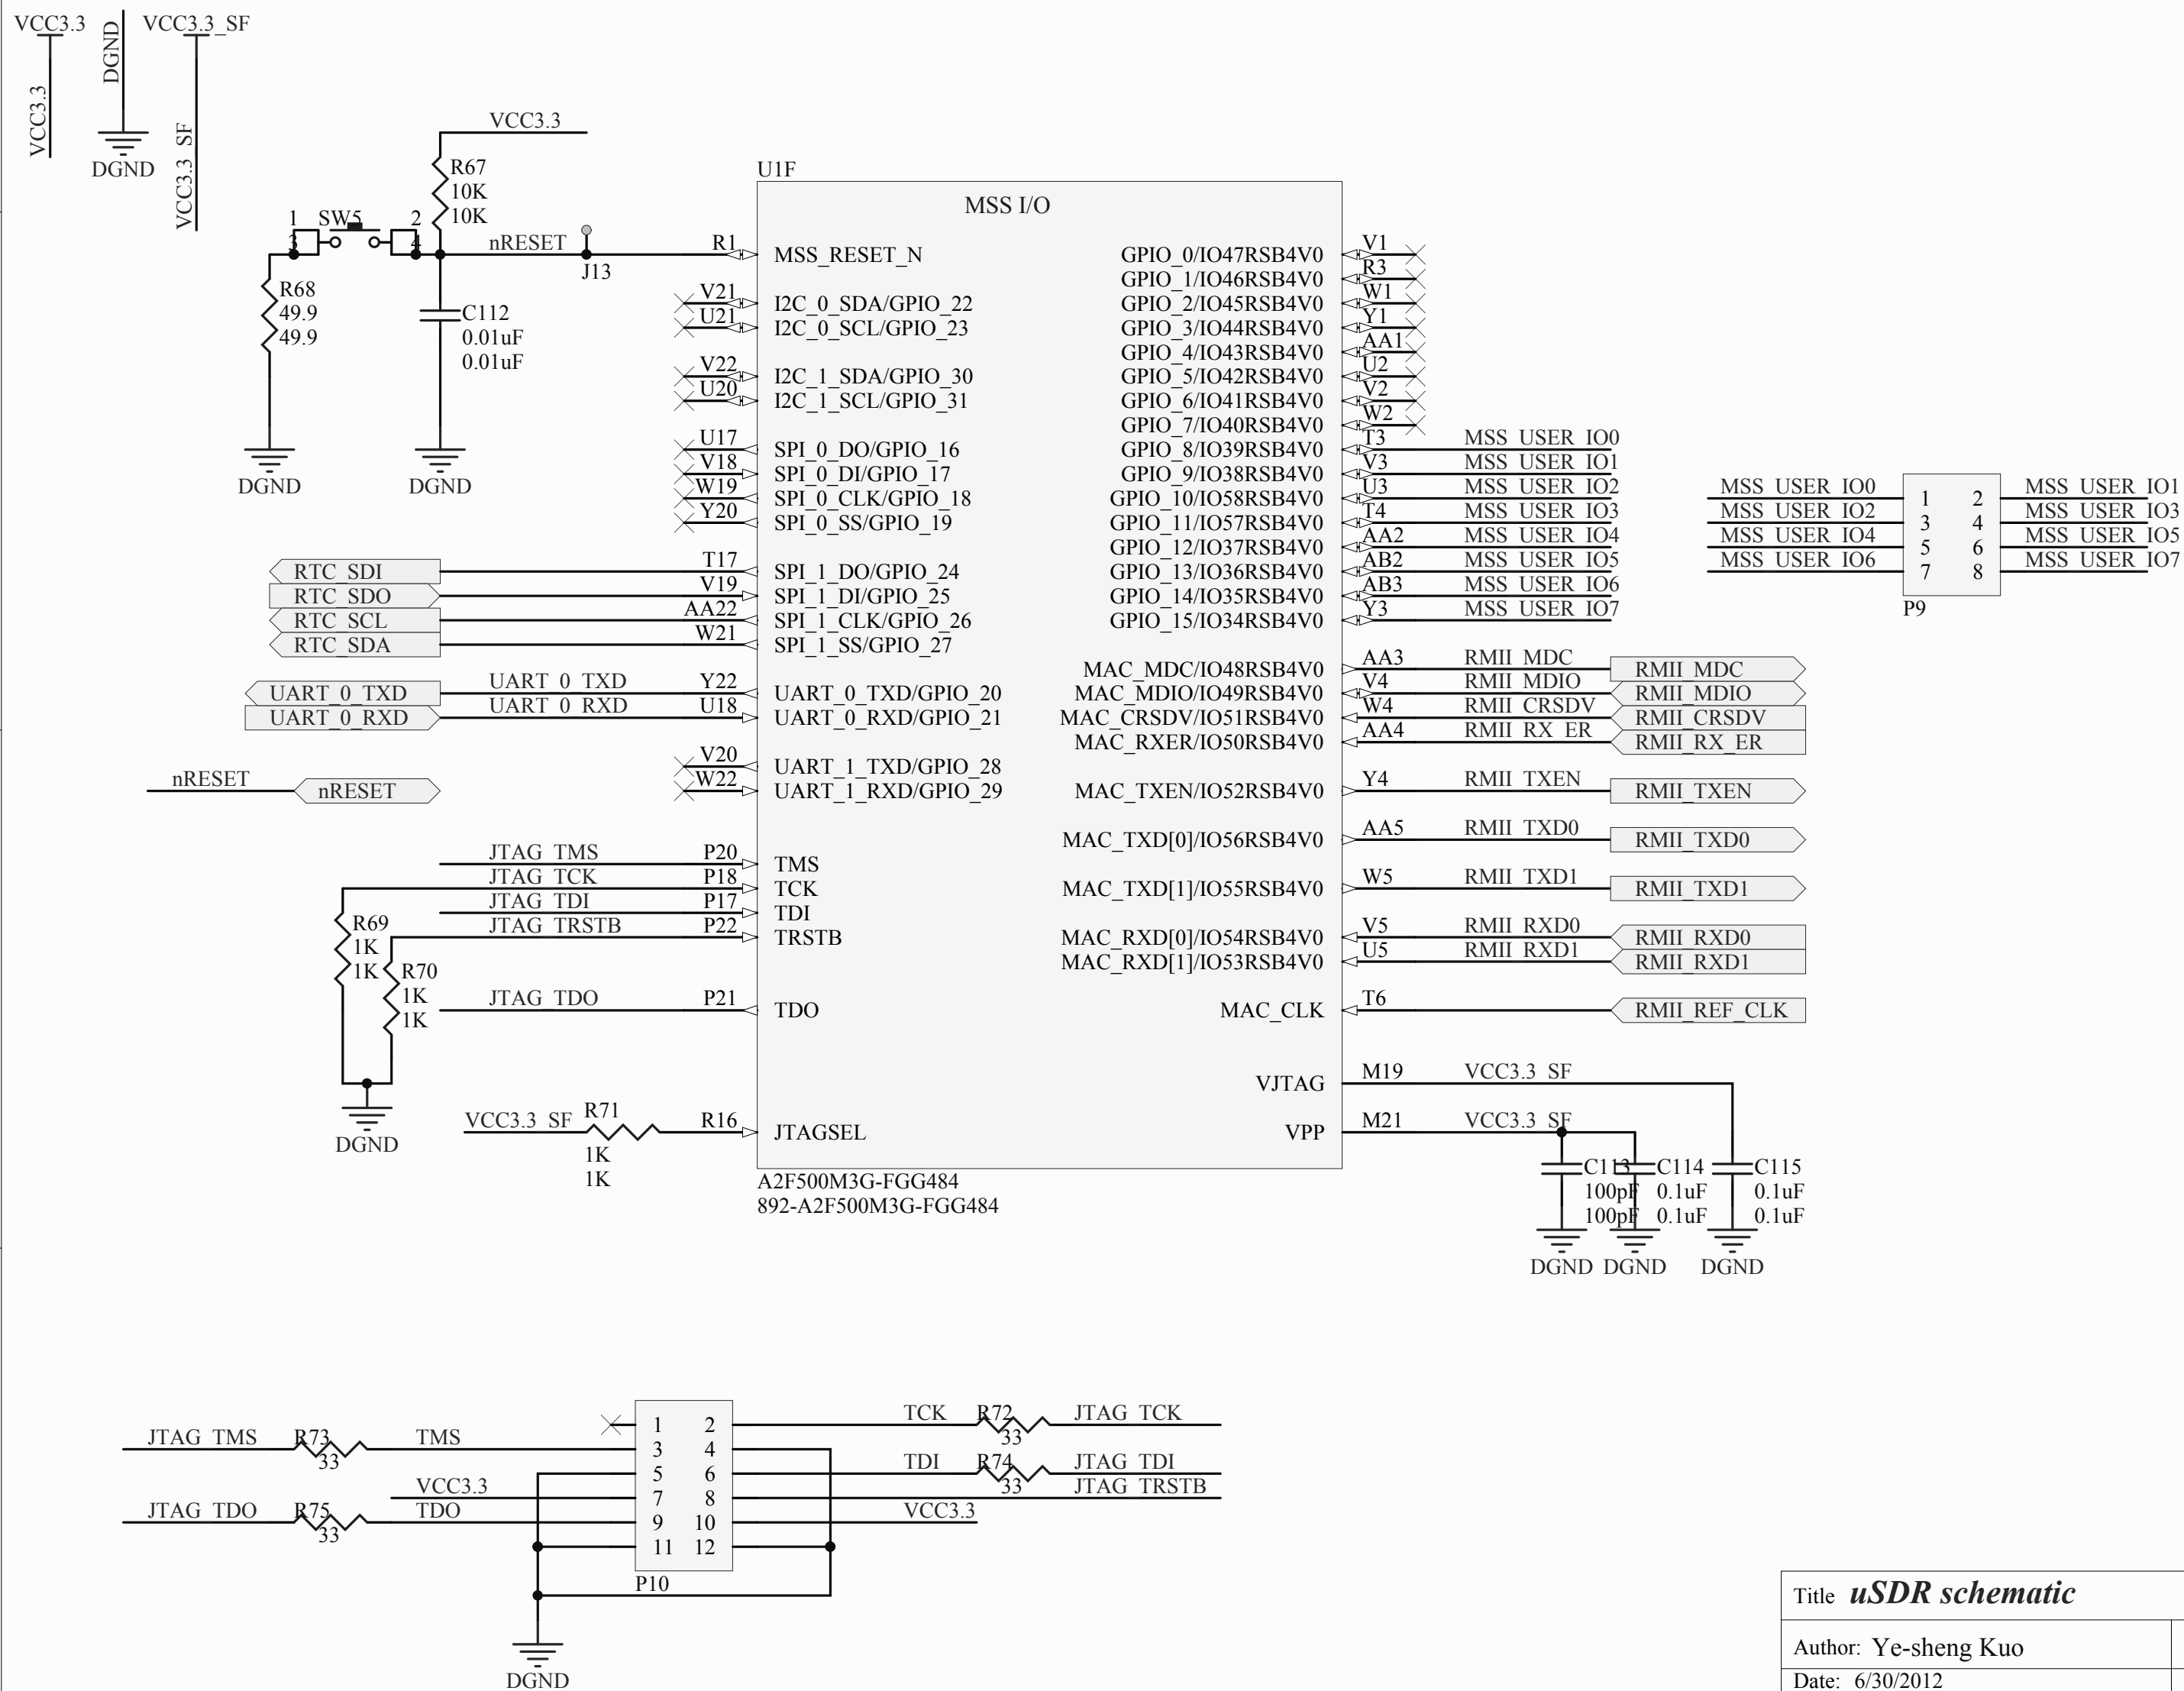 VCC3.3
DGND
VCC3.3_SF
VCC3.3
DGND
VCC3.3_SF
VCC3.3
R67
10K
10K
1
SW5
2
3
4
nRESET
J13
R68
49.9
49.9
C112
0.01uF
0.01uF
DGND
DGND
U1F
MSS I/O
R1 MSS_RESET_N
V21 I2C_0_SDA/GPIO_22
U21 I2C_0_SCL/GPIO_23
V22 I2C_1_SDA/GPIO_30
U20 I2C_1_SCL/GPIO_31
U17 SPI_0_DO/GPIO_16
V18 SPI_0_DI/GPIO_17
W19 SPI_0_CLK/GPIO_18
Y20 SPI_0_SS/GPIO_19
RTC_SDI T17 SPI_1_DO/GPIO_24
RTC_SDO V19 SPI_1_DI/GPIO_25
RTC_SCL AA22 SPI_1_CLK/GPIO_26
RTC_SDA W21 SPI_1_SS/GPIO_27
UART_0_TXD UART_0_TXD Y22 UART_0_TXD/GPIO_20
UART_0_RXD UART_0_RXD U18 UART_0_RXD/GPIO_21
V20 UART_1_TXD/GPIO_28
W22 UART_1_RXD/GPIO_29
nRESET nRESET
JTAG_TMS P20 TMS
JTAG_TCK P18 TCK
JTAG_TDI P17 TDI
JTAG_TRSTB P22 TRSTB
R69
1K
1K
R70
1K
1K
JTAG_TDO P21 TDO
DGND
VCC3.3_SF R71 R16 JTAGSEL
1K
1K
GPIO_0/IO47RSB4V0 V1
GPIO_1/IO46RSB4V0 R3
GPIO_2/IO45RSB4V0 W1
GPIO_3/IO44RSB4V0 Y1
GPIO_4/IO43RSB4V0 AA1
GPIO_5/IO42RSB4V0 U2
GPIO_6/IO41RSB4V0 V2
GPIO_7/IO40RSB4V0 W2
GPIO_8/IO39RSB4V0 T3 MSS_USER_IO0
GPIO_9/IO38RSB4V0 V3 MSS_USER_IO1
GPIO_10/IO58RSB4V0 U3 MSS_USER_IO2
GPIO_11/IO57RSB4V0 T4 MSS_USER_IO3
GPIO_12/IO37RSB4V0 AA2 MSS_USER_IO4
GPIO_13/IO36RSB4V0 AB2 MSS_USER_IO5
GPIO_14/IO35RSB4V0 AB3 MSS_USER_IO6
GPIO_15/IO34RSB4V0 Y3 MSS_USER_IO7
MAC_MDC/IO48RSB4V0 AA3 RMII_MDC RMII_MDC
MAC_MDIO/IO49RSB4V0 V4 RMII_MDIO RMII_MDIO
MAC_CRSDV/IO51RSB4V0 W4 RMII_CRSDV RMII_CRSDV
MAC_RXER/IO50RSB4V0 AA4 RMII_RX_ER RMII_RX_ER
MAC_TXEN/IO52RSB4V0 Y4 RMII_TXEN RMII_TXEN
MAC_TXD[0]/IO56RSB4V0 AA5 RMII_TXD0 RMII_TXD0
MAC_TXD[1]/IO55RSB4V0 W5 RMII_TXD1 RMII_TXD1
MAC_RXD[0]/IO54RSB4V0 V5 RMII_RXD0 RMII_RXD0
MAC_RXD[1]/IO53RSB4V0 U5 RMII_RXD1 RMII_RXD1
MAC_CLK T6 RMII_REF_CLK
VJTAG M19 VCC3.3_SF
VPP M21 VCC3.3_SF
A2F500M3G-FGG484
892-A2F500M3G-FGG484
C113 C114 C115
100pF 0.1uF 0.1uF
100pF 0.1uF 0.1uF
DGND DGND DGND
MSS_USER_IO0 1 2 MSS_USER_IO1
MSS_USER_IO2 3 4 MSS_USER_IO3
MSS_USER_IO4 5 6 MSS_USER_IO5
MSS_USER_IO6 7 8 MSS_USER_IO7
P9
1 2 TCK R72 JTAG_TCK
33
JTAG_TMS R73 TMS 3 4
33
5 6 TDI R74 JTAG_TDI
33
VCC3.3 7 8 JTAG_TRSTB
JTAG_TDO R75 TDO 9 10 VCC3.3
33
11 12
P10
DGND
Title uSDR schematic
Author: Ye-sheng Kuo
Date: 6/30/2012